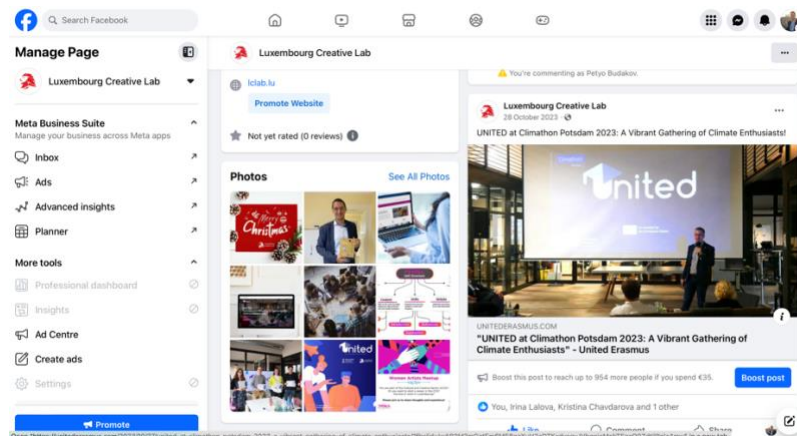 Search Facebook
Manage Page
Luxembourg Creative Lab
Meta Business Suite
Manage your business across Meta apps
Inbox
Ads
Advanced insights
Planner
More tools
Professional dashboard
Insights
Ad Centre
Create ads
Settings
Promote
Luxembourg Creative Lab
lclab.lu
Promote Website
Not yet rated (0 reviews)
Photos
See All Photos
Merry
Christmas
United
You're commenting as Petyo Budakov.
Luxembourg Creative Lab
28 October 2023
UNITED at Climathon Potsdam 2023: A Vibrant Gathering of Climate Enthusiasts!
United
UNITEDERASMUS.COM
"UNITED at Climathon Potsdam 2023: A Vibrant Gathering of
Climate Enthusiasts" - United Erasmus
Boost this post to reach up to 954 more people if you spend €35.
Boost post
You, Irina Lalova, Kristina Chavdarova and 1 other
Like
Comment
Share